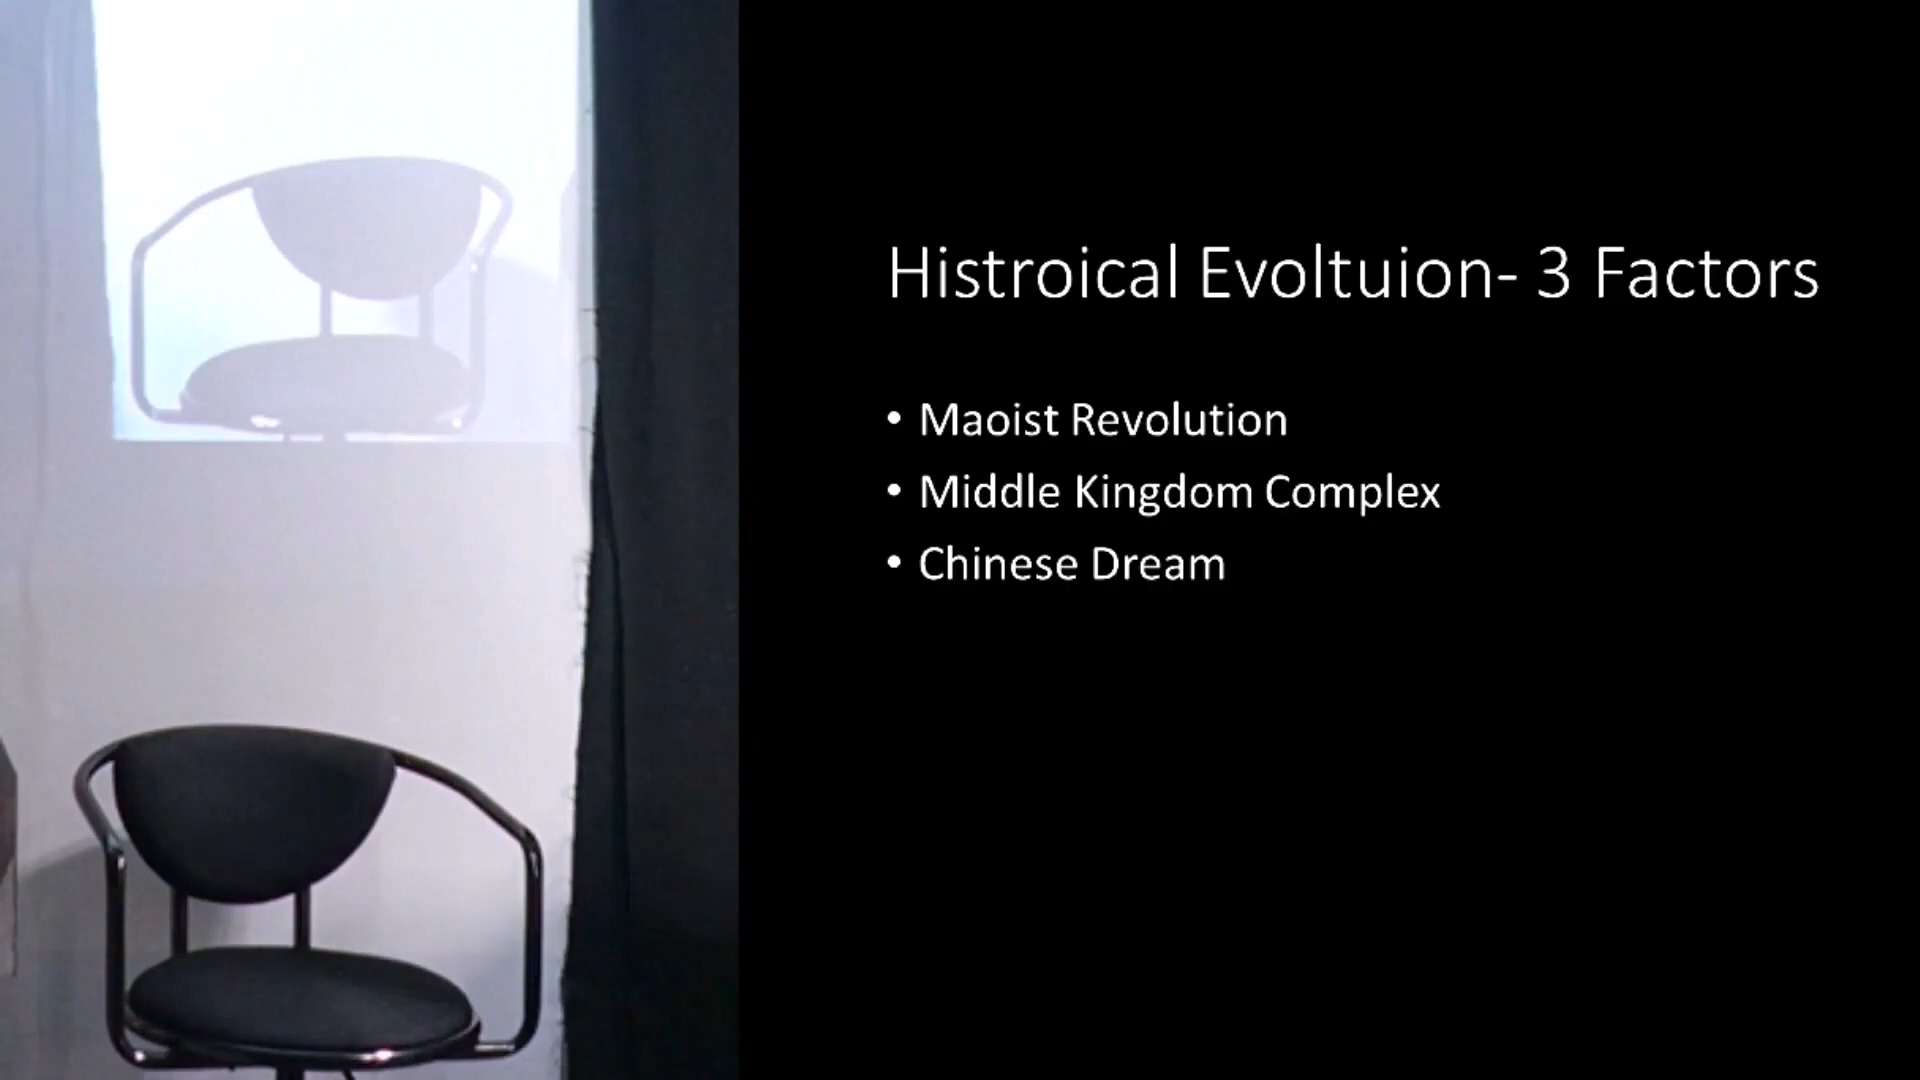 Histroical Evoltuion- 3 Factors
• Maoist Revolution
• Middle Kingdom Complex
• Chinese Dream